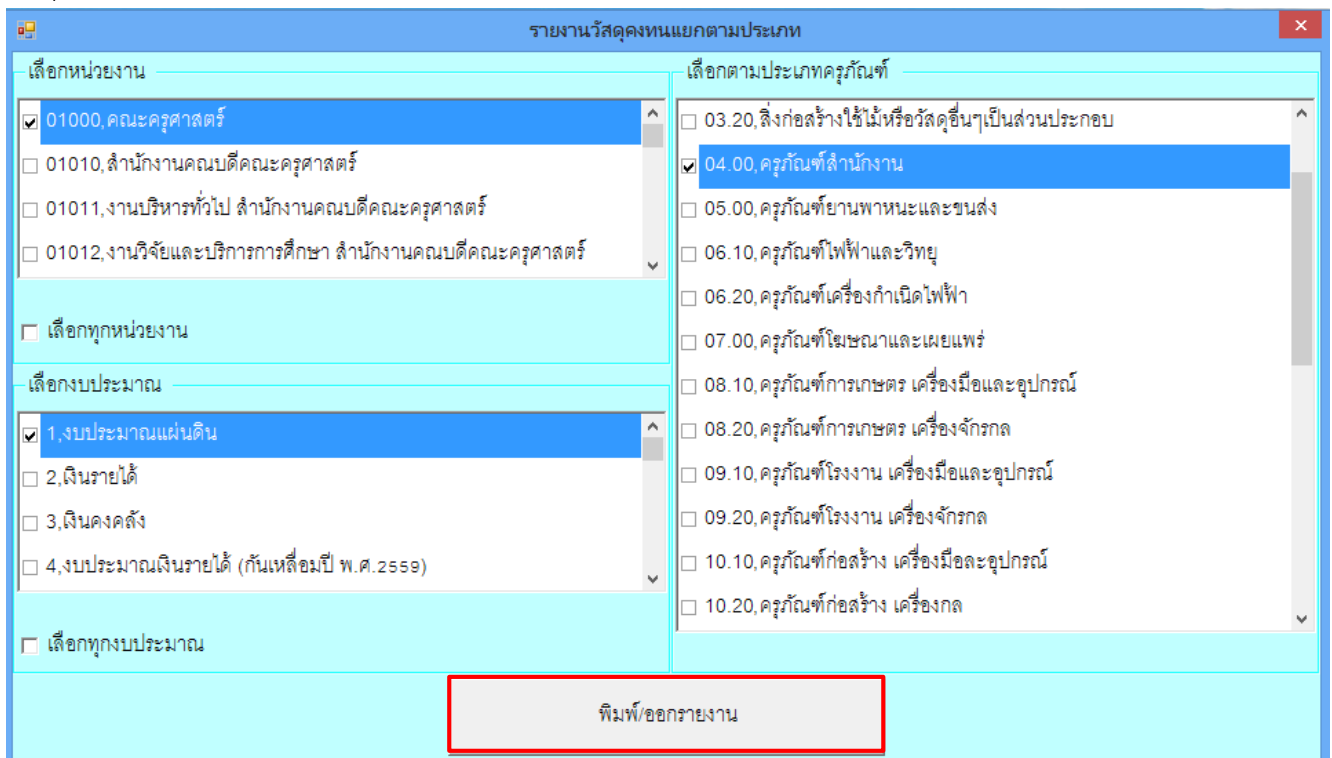 รายงานวัสดุคงทนแยกตามประเภท
เลือกหน่วยงาน
01000,คณะครุศาสตร์
01010,สำนักงานคณบดีคณะครุศาสตร์
01011,งานบริหารทั่วไป สำนักงานคณบดีคณะครุศาสตร์
01012,งานวิจัยและบริการการศึกษา สำนักงานคณบดีคณะครุศาสตร์
เลือกทุกหน่วยงาน
เลือกงบประมาณ
1,งบประมาณแผ่นดิน
2,เงินรายได้
3,เงินคงคลัง
4,งบประมาณเงินรายได้ (กันเหลื่อมปี พ.ศ.2559)
เลือกทุกงบประมาณ
เลือกตามประเภทครุภัณฑ์
03.20,สิ่งก่อสร้างใช้ไม้หรือวัสดุอื่นๆเป็นส่วนประกอบ
04.00,ครุภัณฑ์สำนักงาน
05.00,ครุภัณฑ์ยานพาหนะและขนส่ง
06.10,ครุภัณฑ์ไฟฟ้าและวิทยุ
06.20,ครุภัณฑ์เครื่องกำเนิดไฟฟ้า
07.00,ครุภัณฑ์โฆษณาและเผยแพร่
08.10,ครุภัณฑ์การเกษตร เครื่องมือและอุปกรณ์
08.20,ครุภัณฑ์การเกษตร เครื่องจักรกล
09.10,ครุภัณฑ์โรงงาน เครื่องมือและอุปกรณ์
09.20,ครุภัณฑ์โรงงาน เครื่องจักรกล
10.10,ครุภัณฑ์ก่อสร้าง เครื่องมือละอุปกรณ์
10.20,ครุภัณฑ์ก่อสร้าง เครื่องกล
พิมพ์/ออกรายงาน